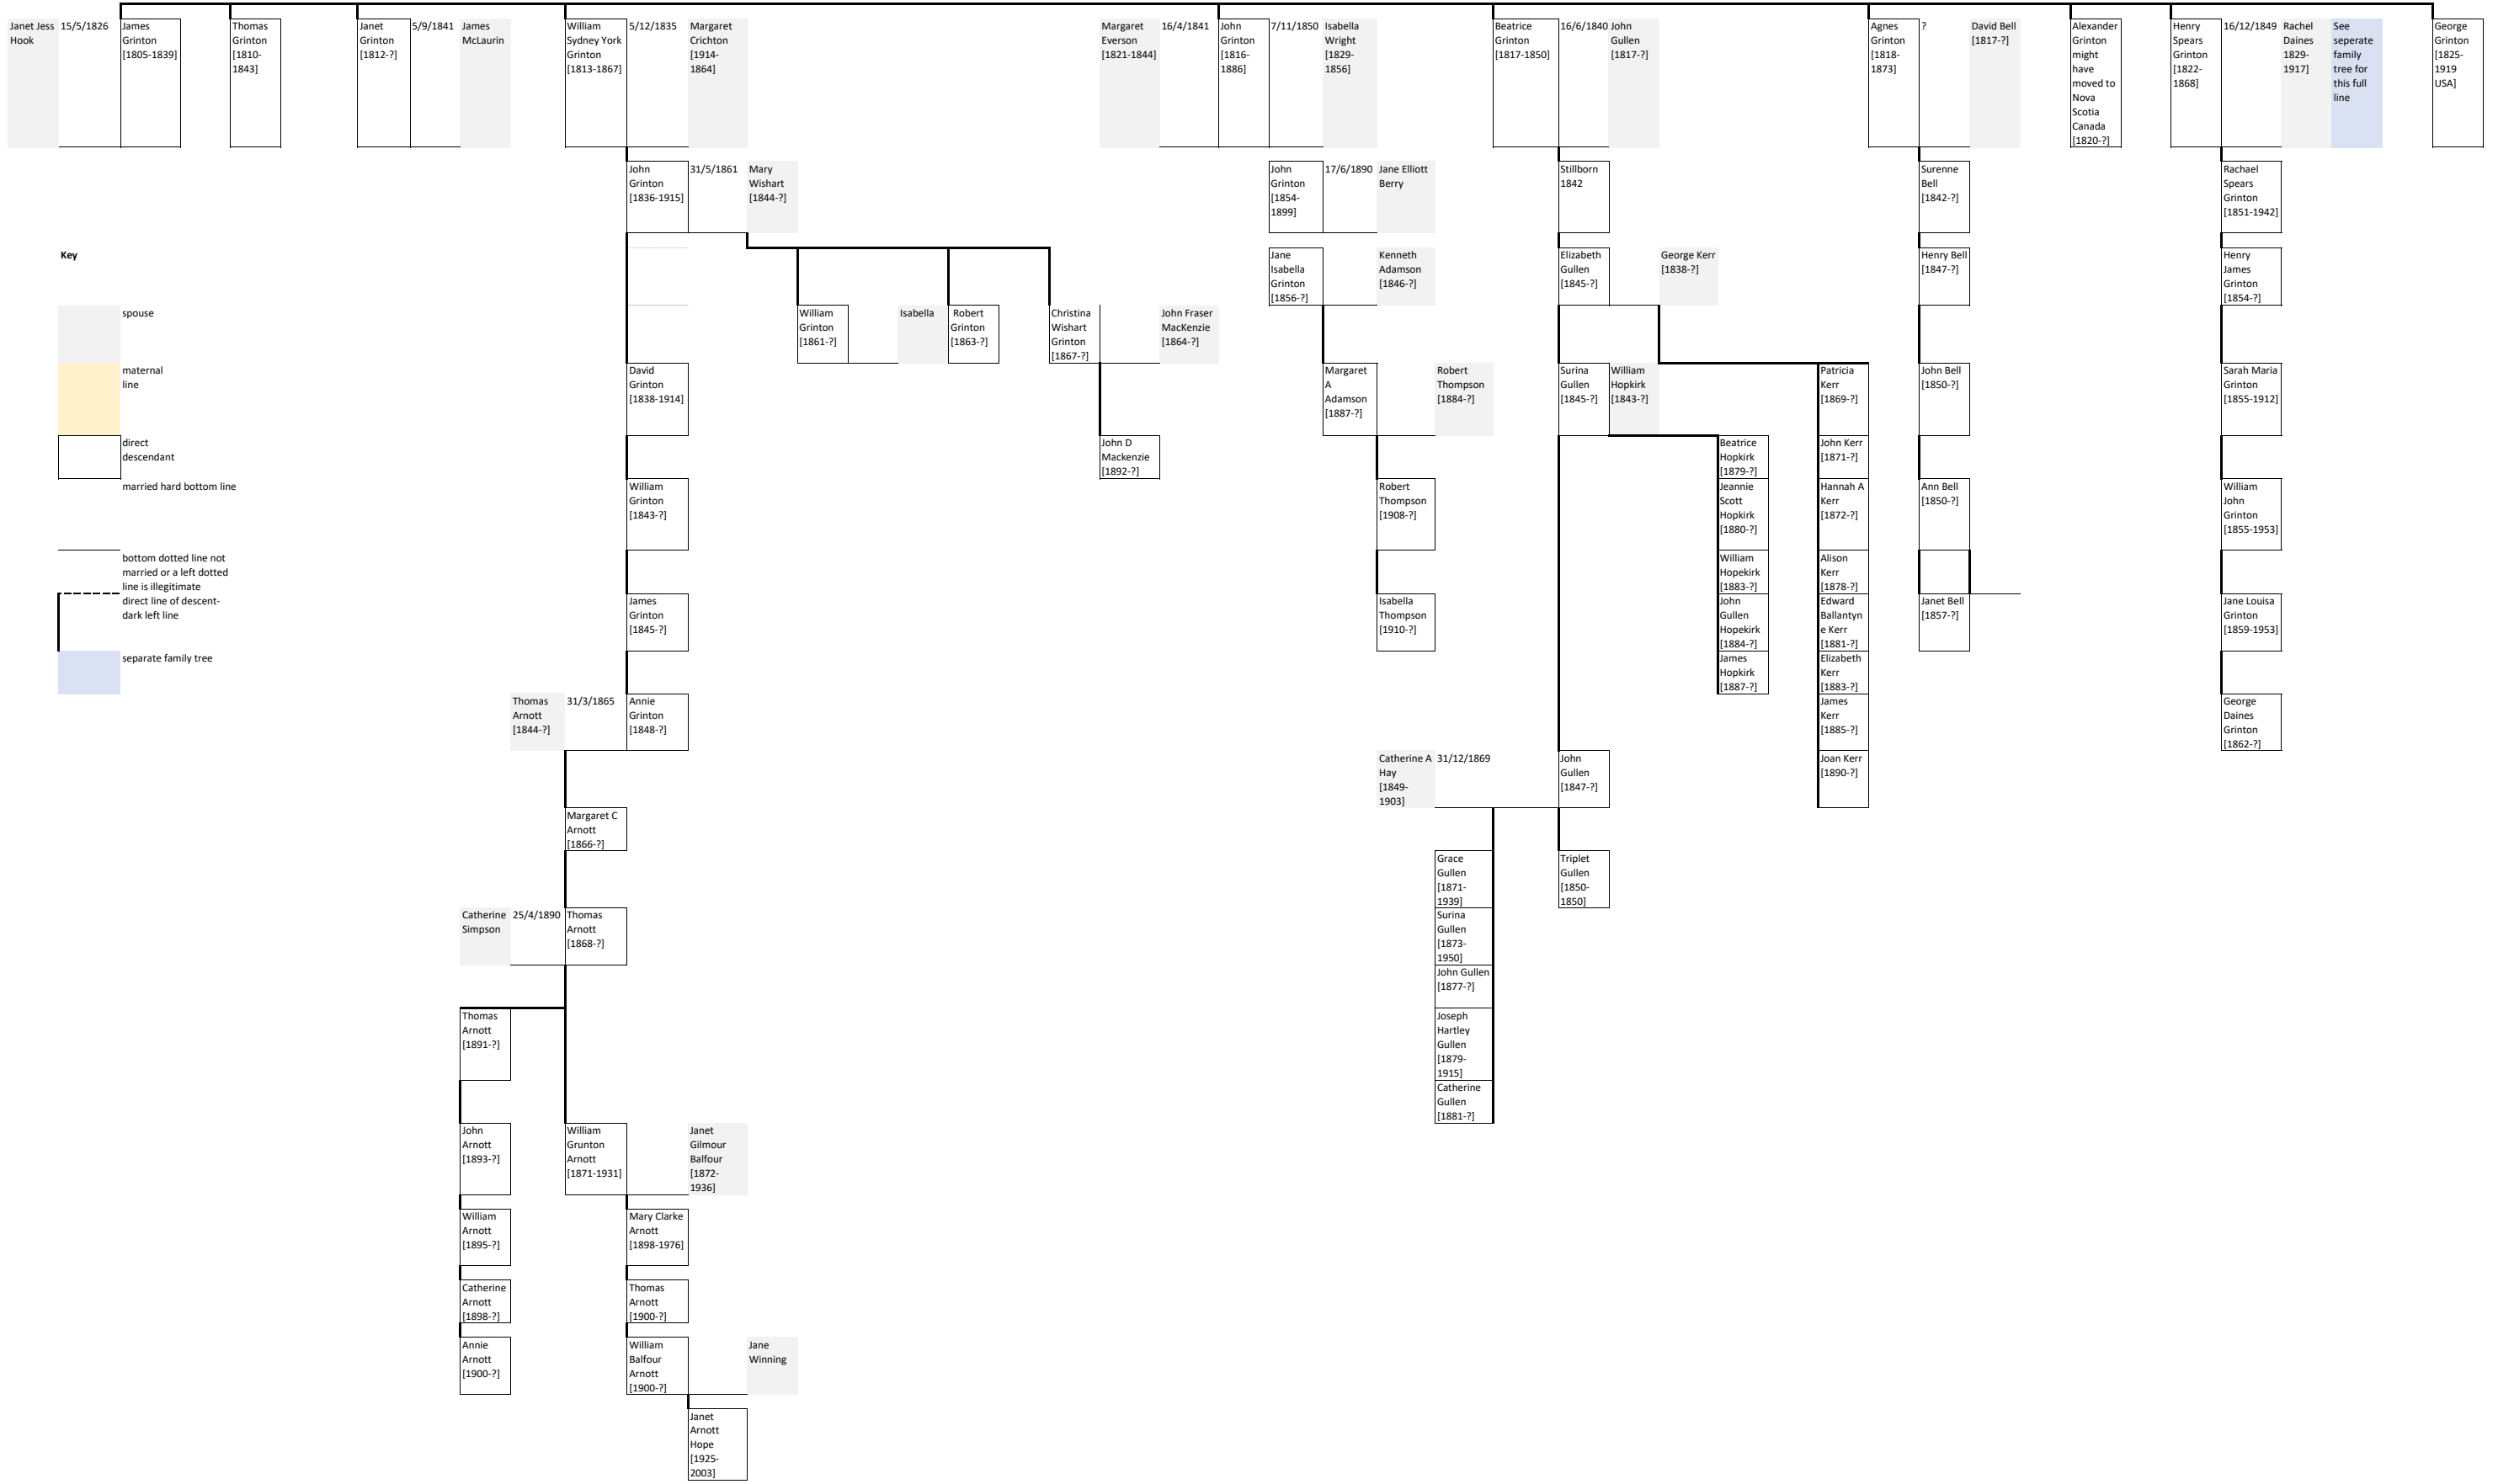 Janet Jess
Hook
15/5/1826
James
Grinton
[1805-1839]
Thomas
Grinton
[1810-
1843]
Janet
Grinton
[1812-?]
5/9/1841
James
McLaurin
William
Sydney York
Grinton
[1813-1867]
5/12/1835
Margaret
Crichton
[1914-
1864]
Margaret
Everson
[1821-1844]
16/4/1841
John
Grinton
[1816-
1886]
7/11/1850
Isabella
Wright
[1829-
1856]
Beatrice
Grinton
[1817-1850]
16/6/1840
John
Gullen
[1817-?]
Agnes
Grinton
[1818-
1873]
?
David Bell
[1817-?]
Alexander
Grinton
might
have
moved to
Nova
Scotia
Canada
[1820-?]
Henry
Spears
Grinton
[1822-
1868]
16/12/1849
Rachel
Daines
1829-
1917]
See
seperate
family
tree for
this full
line
George
Grinton
[1825-
1919
USA]
John
Grinton
[1836-1915]
31/5/1861
Mary
Wishart
[1844-?]
John
Grinton
[1854-
1899]
17/6/1890
Jane Elliott
Berry
Stillborn
1842
Surenne
Bell
[1842-?]
Rachael
Spears
Grinton
[1851-1942]
Key
Jane
Isabella
Grinton
[1856-?]
Kenneth
Adamson
[1846-?]
Elizabeth
Gullen
[1845-?]
George Kerr
[1838-?]
Henry Bell
[1847-?]
Henry
James
Grinton
[1854-?]
spouse
William
Grinton
[1861-?]
Isabella
Robert
Grinton
[1863-?]
Christina
Wishart
Grinton
[1867-?]
John Fraser
MacKenzie
[1864-?]
maternal
line
David
Grinton
[1838-1914]
Margaret
A
Adamson
[1887-?]
Robert
Thompson
[1884-?]
Surina
Gullen
[1845-?]
William
Hopkirk
[1843-?]
Patricia
Kerr
[1869-?]
John Bell
[1850-?]
Sarah Maria
Grinton
[1855-1912]
direct
descendant
John D
Mackenzie
[1892-?]
Beatrice
Hopkirk
[1879-?]
John Kerr
[1871-?]
married hard bottom line
William
Grinton
[1843-?]
Robert
Thompson
[1908-?]
Jeannie
Scott
Hopkirk
[1880-?]
Hannah A
Kerr
[1872-?]
Ann Bell
[1850-?]
William
John
Grinton
[1855-1953]
bottom dotted line not
married or a left dotted
line is illegitimate
William
Hopekirk
[1883-?]
Alison
Kerr
[1878-?]
direct line of descent-
dark left line
James
Grinton
[1845-?]
Isabella
Thompson
[1910-?]
John
Gullen
Hopekirk
[1884-?]
Edward
Ballantyn
e Kerr
[1881-?]
Janet Bell
[1857-?]
Jane Louisa
Grinton
[1859-1953]
separate family tree
James
Hopkirk
[1887-?]
Elizabeth
Kerr
[1883-?]
Thomas
Arnott
[1844-?]
31/3/1865
Annie
Grinton
[1848-?]
James
Kerr
[1885-?]
George
Daines
Grinton
[1862-?]
Catherine A
Hay
[1849-
1903]
31/12/1869
John
Gullen
[1847-?]
Joan Kerr
[1890-?]
Margaret C
Arnott
[1866-?]
Grace
Gullen
[1871-
1939]
Triplet
Gullen
[1850-
1850]
Catherine
Simpson
25/4/1890
Thomas
Arnott
[1868-?]
Surina
Gullen
[1873-
1950]
John Gullen
[1877-?]
Thomas
Arnott
[1891-?]
Joseph
Hartley
Gullen
[1879-
1915]
Catherine
Gullen
[1881-?]
John
Arnott
[1893-?]
William
Grunton
Arnott
[1871-1931]
Janet
Gilmour
Balfour
[1872-
1936]
William
Arnott
[1895-?]
Mary Clarke
Arnott
[1898-1976]
Catherine
Arnott
[1898-?]
Thomas
Arnott
[1900-?]
Annie
Arnott
[1900-?]
William
Balfour
Arnott
[1900-?]
Jane
Winning
Janet
Arnott
Hope
[1925-
2003]